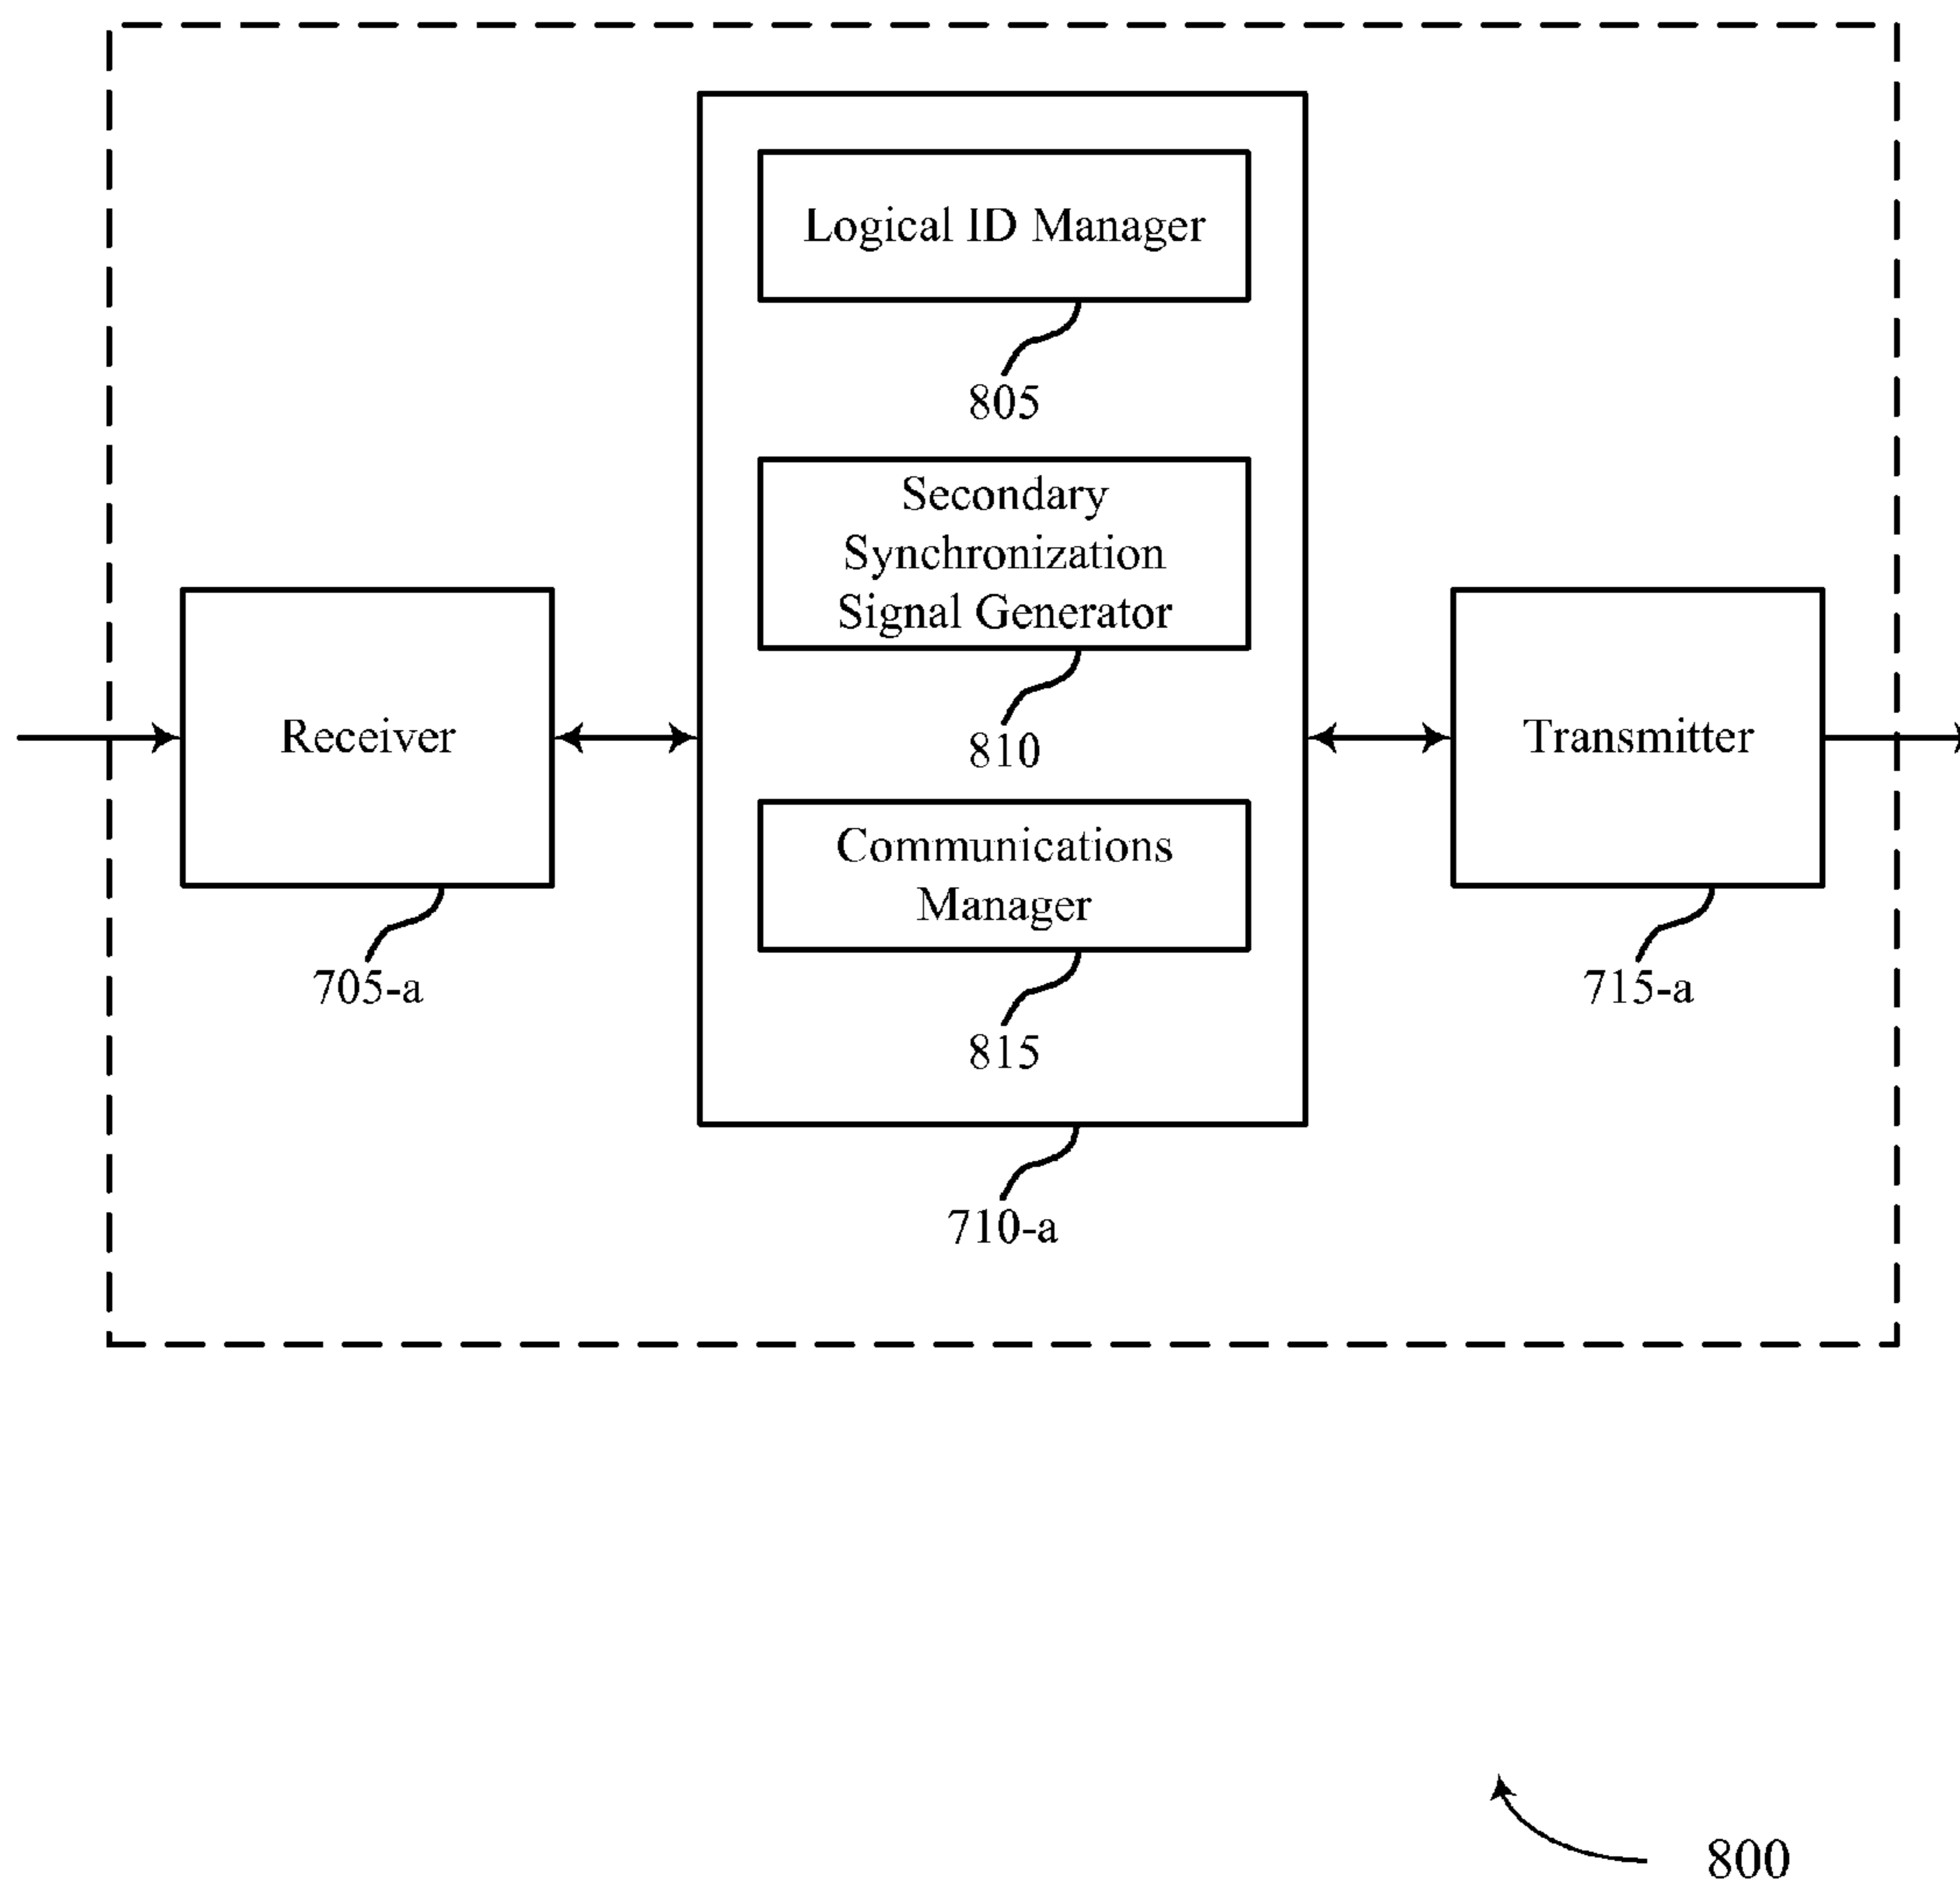 Logical ID Manager
805
Secondary
Synchronization
Signal Generator
810
Communications
Manager
815
710-a
Receiver
705-a
Transmitter
715-a
800